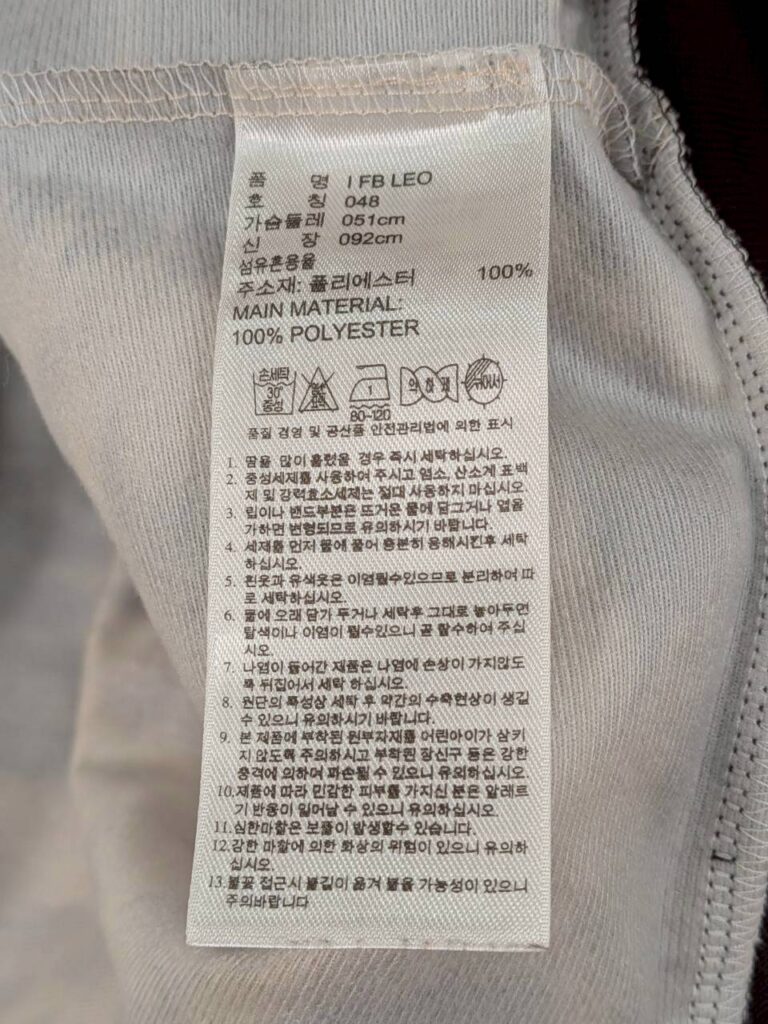 품 명 I FB LEO
호 칭 048
가슴둘레 051cm
신 장 092cm
섬유혼용율
주소재: 폴리에스터 100%
MAIN MATERIAL:
100% POLYESTER
손세탁 30° 중성 1 80-120 약하게 뉘어서
품질 경영 및 공산품 안전관리법에 의한 표시
1. 땀을 많이 흘렸을 경우 즉시 세탁하십시오.
2. 중성세제를 사용하여 주시고 염소, 산소계 표백
제 및 강력효소세제는 절대 사용하지 마십시오
3. 립이나 밴드부분은 뜨거운 물에 담그거나 열을
가하면 변형되므로 유의하시기 바랍니다.
4. 세제를 먼저 물에 풀어 충분히 용해시킨후 세탁
하십시오.
5. 흰옷과 유색옷은 이염될수있으므로 분리하여 따
로 세탁하십시오.
6. 물에 오래 담가 두거나 세탁후 그대로 놓아두면
탈색이나 이염이 될수있으니 곧 탈수하여 주십
시오.
7. 나염이 들어간 제품은 나염에 손상이 가지않도
록 뒤집어서 세탁 하십시오.
8. 원단의 특성상 세탁 후 약간의 수축현상이 생길
수 있으니 유의하시기 바랍니다.
9. 본 제품에 부착된 원부자재를 어린아이가 삼키
지 않도록 주의하시고 부착된 장신구 등은 강한
충격에 의하여 파손될 수 있으니 유의하십시오.
10.제품에 따라 민감한 피부를 가지신 분은 알레르
기 반응이 일어날 수 있으니 유의하십시오.
11.심한마찰은 보풀이 발생할수 있습니다.
12.강한 마찰에 의한 화상의 위험이 있으니 유의하
십시오.
13.불꽃 접근시 불길이 옮겨 붙을 가능성이 있으니
주의바랍니다